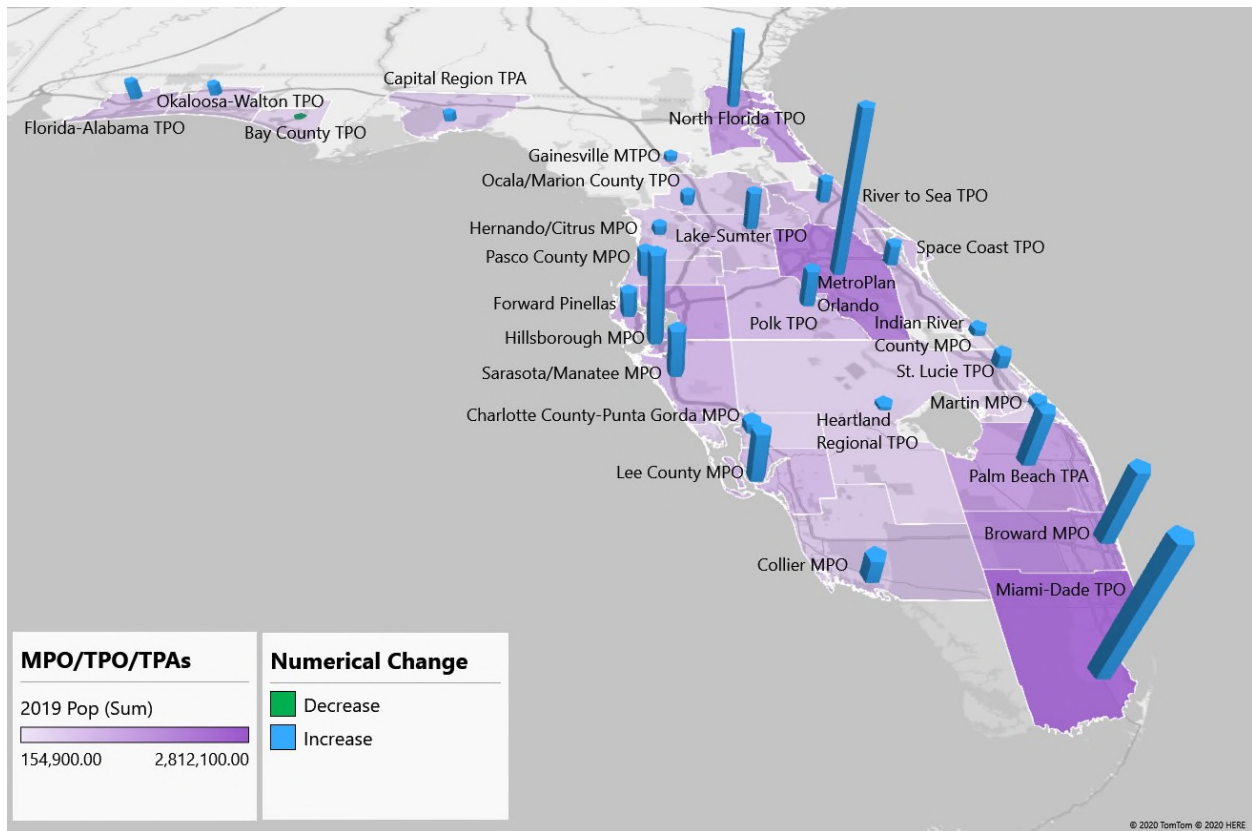 Capital Region TPA
Okaloosa-Walton TPO
Florida-Alabama TPO
Bay County TPO
North Florida TPO
Gainesville MTPO
Ocala/Marion County TPO
River to Sea TPO
Hernando/Citrus MPO
Lake-Sumter TPO
Space Coast TPO
Pasco County MPO
MetroPlan
Orlando
Forward Pinellas
Polk TPO
Indian River
County MPO
Hillsborough MPO
St. Lucie TPO
Sarasota/Manatee MPO
Martin MPO
Charlotte County-Punta Gorda MPO
Heartland
Regional TPO
Lee County MPO
Palm Beach TPA
Broward MPO
Collier MPO
Miami-Dade TPO
MPO/TPO/TPAs
2019 Pop (Sum)
154,900.00 2,812,100.00
Numerical Change
Decrease
Increase
© 2020 TomTom © 2020 HERE